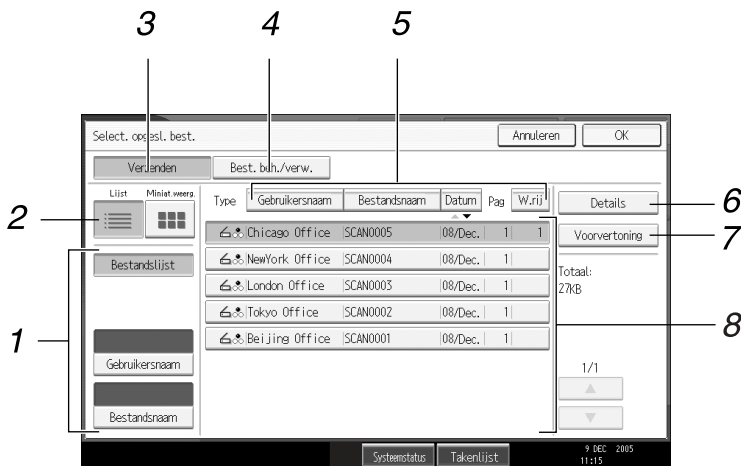 3 4 5
Select. opgesl. best. Annuleren OK
Verzenden Best. beh./verw.
Lijst Miniat.weerg. Type Gebruikersnaam Bestandsnaam Datum Pag W.rij Details 6
2 Chicago Office SCAN0005 08/Dec. 1 1 Voorvertoning 7
Bestandslijst NewYork Office SCAN0004 08/Dec. 1 Totaal:
London Office SCAN0003 08/Dec. 1 27KB
Tokyo Office SCAN0002 08/Dec. 1 8
1 Beijing Office SCAN0001 08/Dec. 1
Gebruikersnaam 1/1
Bestandsnaam
Systeemstatus Takenlijst 9 DEC 2005
11:15